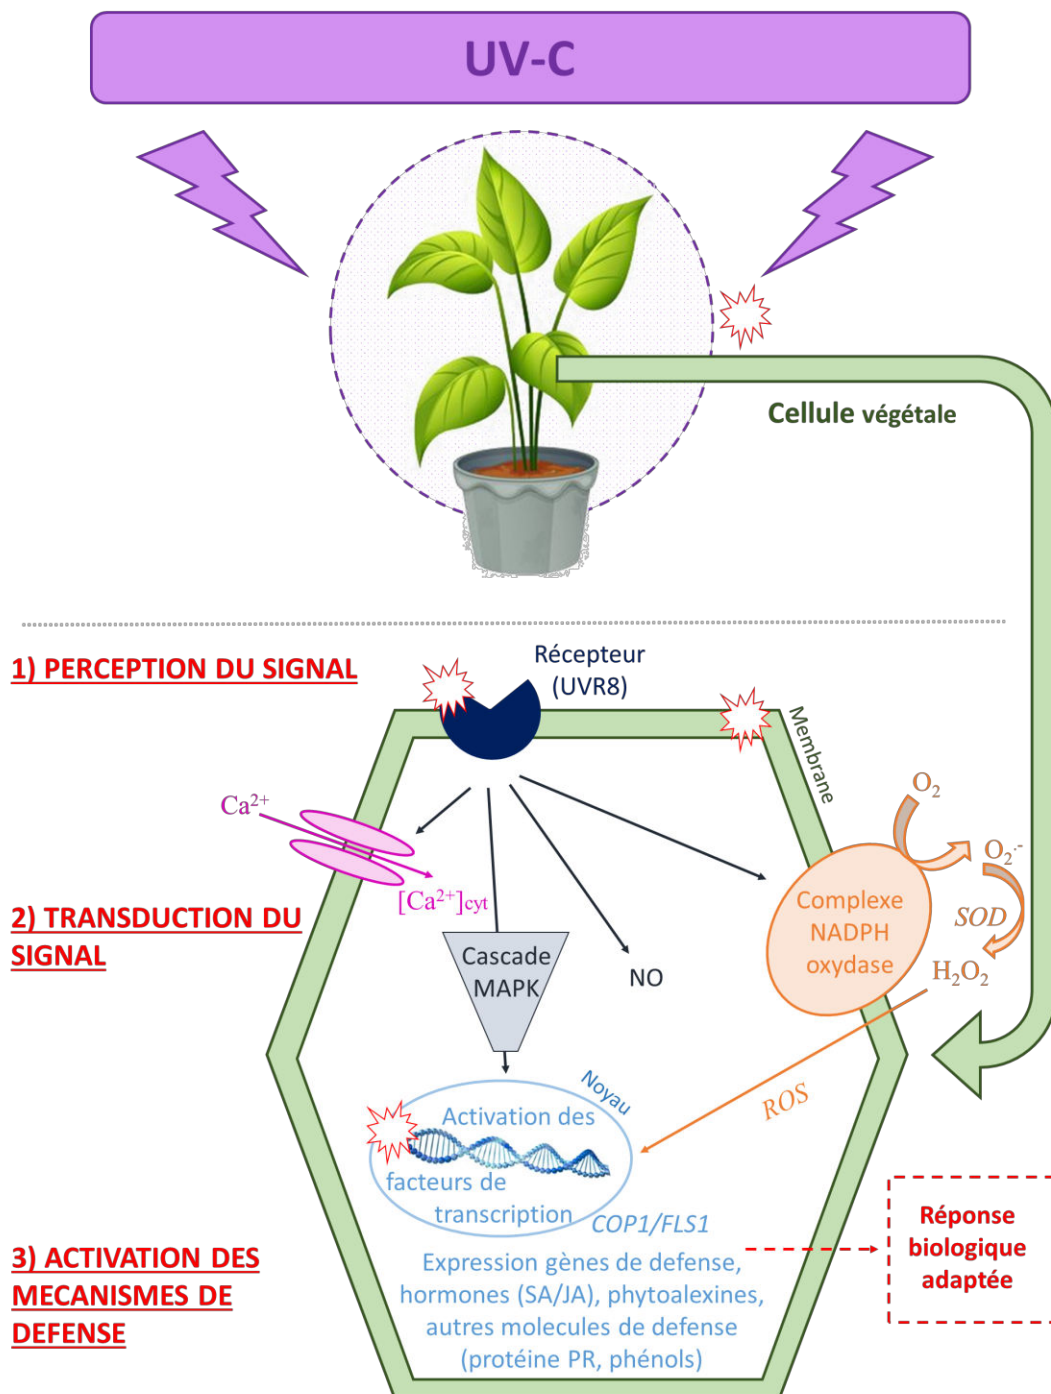 UV-C
Cellule végétale
1) PERCEPTION DU SIGNAL
Récepteur
(UVR8)
Membrane
Ca²⁺
[Ca²⁺]cyt
O₂
O₂·⁻
SOD
H₂O₂
Complexe
NADPH
oxydase
2) TRANSDUCTION DU
SIGNAL
Cascade
MAPK
NO
ROS
Noyau
Activation des
facteurs de
transcription
COP1/FLS1
3) ACTIVATION DES
MECANISMES DE
DEFENSE
Expression gènes de defense,
hormones (SA/JA), phytoalexines,
autres molecules de defense
(protéine PR, phénols)
Réponse
biologique
adaptée